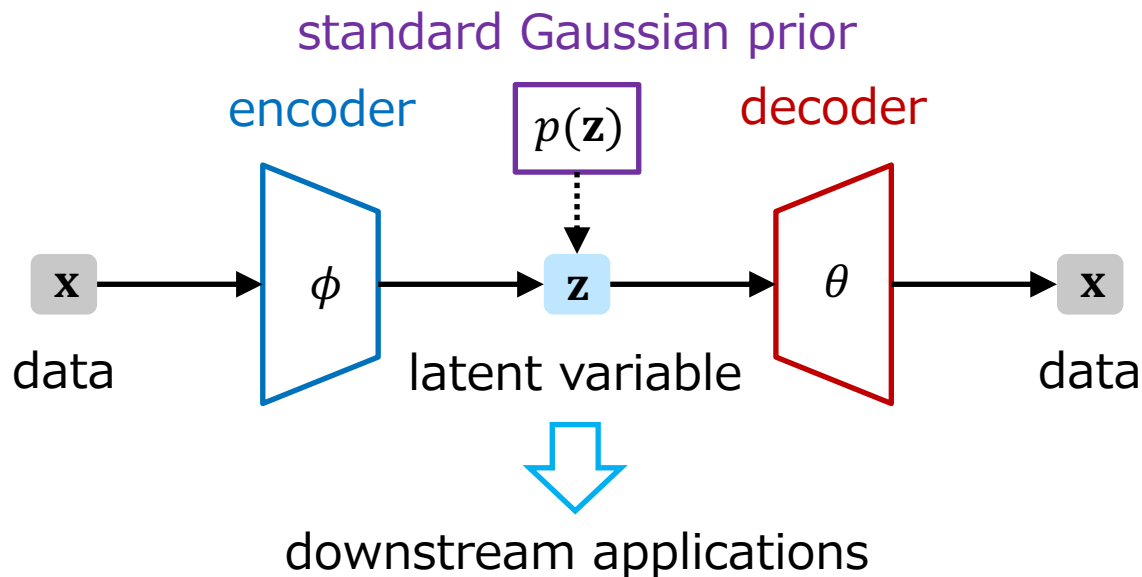 standard Gaussian prior
encoder
p(𝐳)
decoder
𝐱
ϕ
𝐳
θ
𝐱
data
latent variable
data
downstream applications